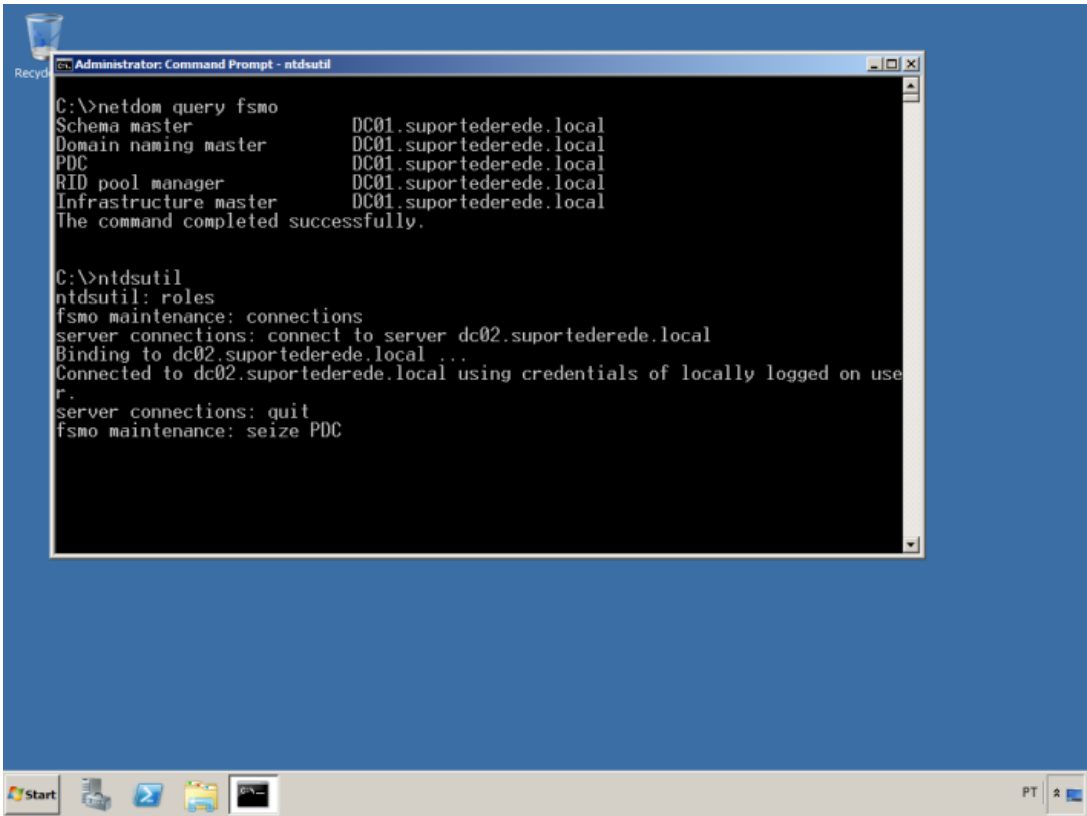 Recyc
Administrator: Command Prompt - ntdsutil
C:\>netdom query fsmo
Schema master DC01.suportederede.local
Domain naming master DC01.suportederede.local
PDC DC01.suportederede.local
RID pool manager DC01.suportederede.local
Infrastructure master DC01.suportederede.local
The command completed successfully.
C:\>ntdsutil
ntdsutil: roles
fsmo maintenance: connections
server connections: connect to server dc02.suportederede.local
Binding to dc02.suportederede.local ...
Connected to dc02.suportederede.local using credentials of locally logged on use
r.
server connections: quit
fsmo maintenance: seize PDC
Start
PT